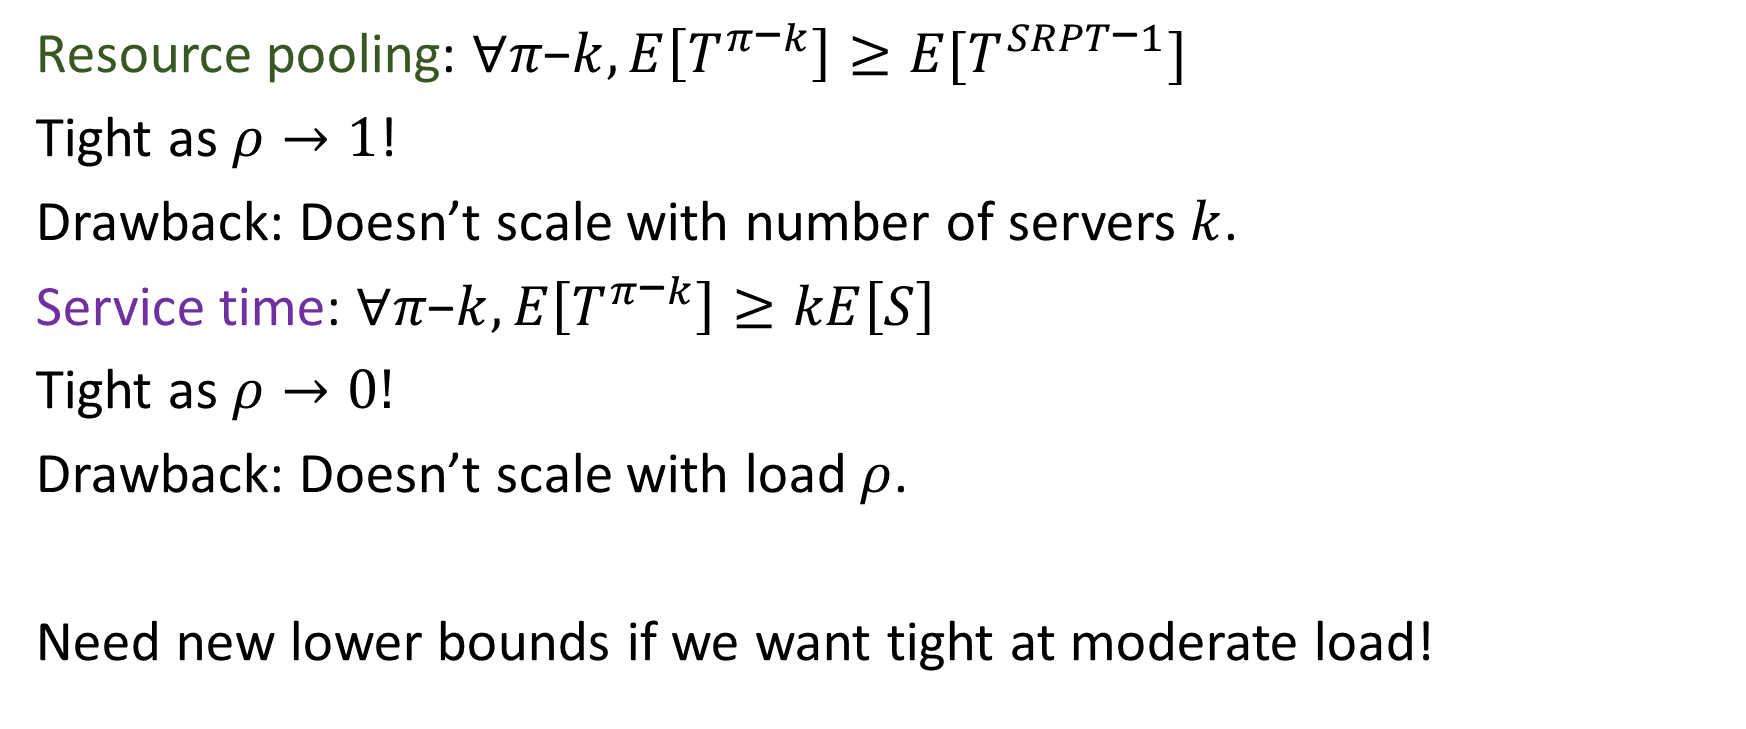 Resource pooling: ∀π−k, E[T^{π−k}] ≥ E[T^{SRPT−1}]
Tight as ρ → 1!
Drawback: Doesn’t scale with number of servers k.
Service time: ∀π−k, E[T^{π−k}] ≥ kE[S]
Tight as ρ → 0!
Drawback: Doesn’t scale with load ρ.
Need new lower bounds if we want tight at moderate load!